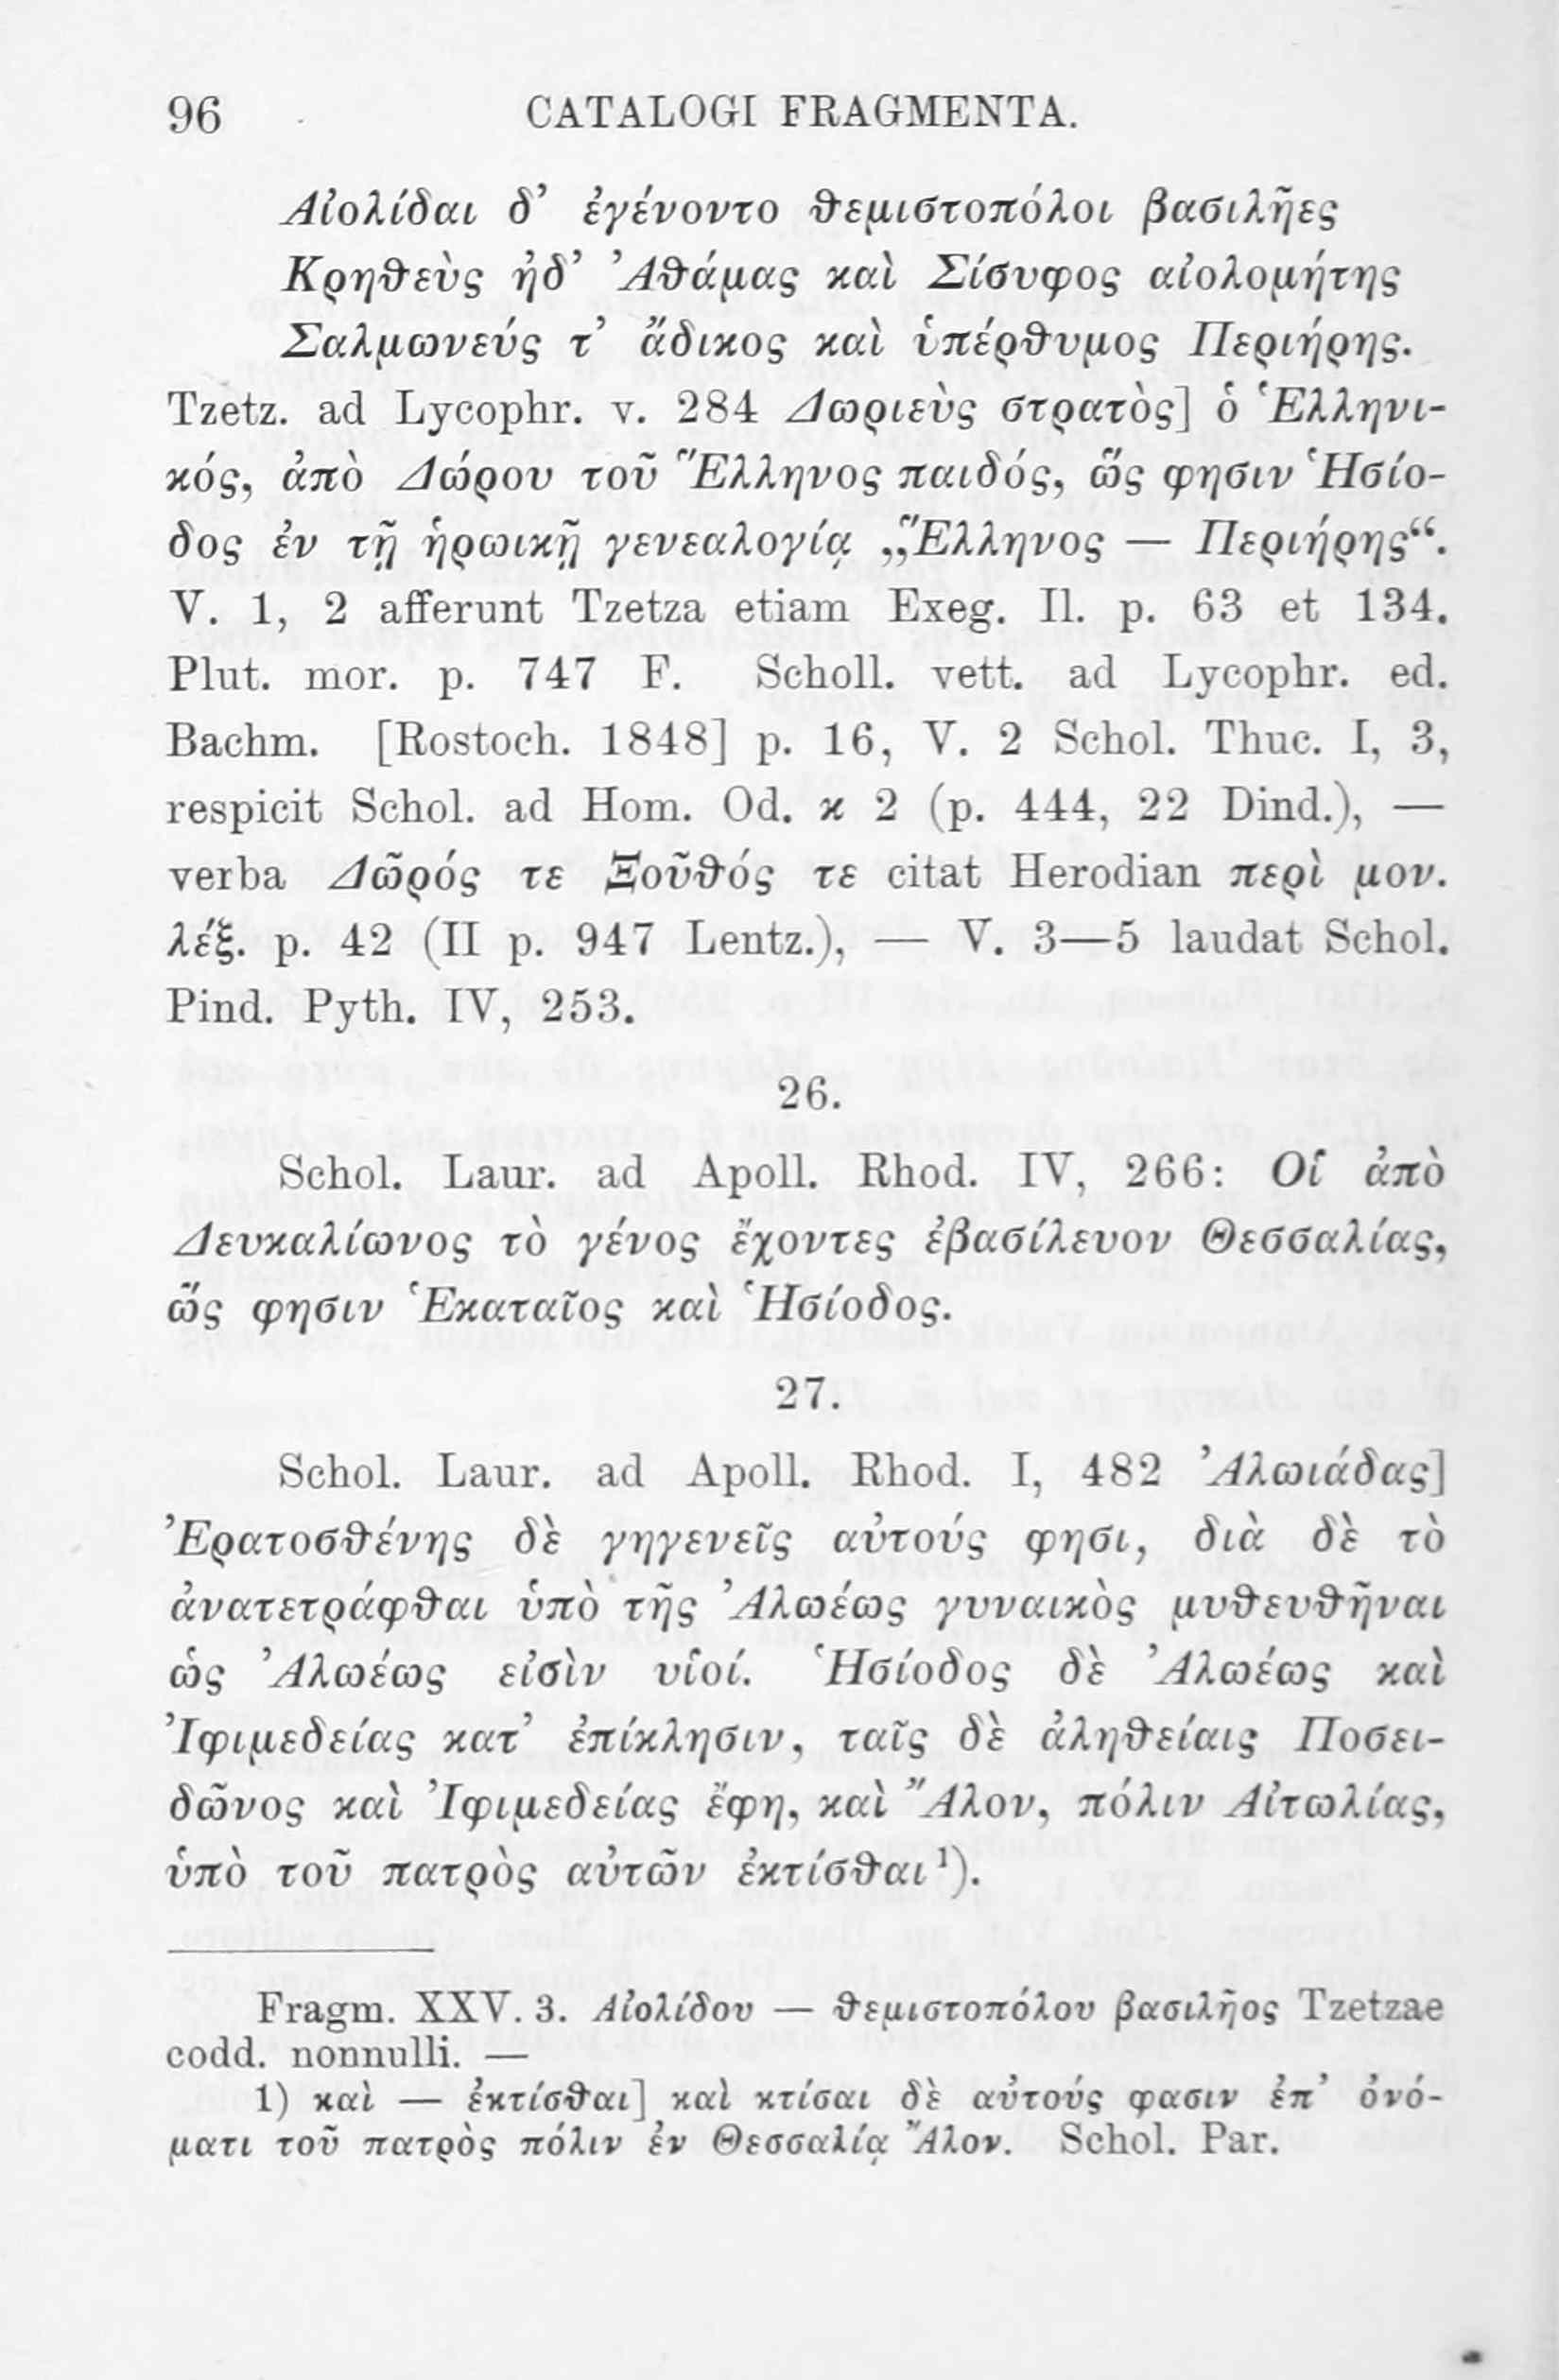 96 CATALOGI FRAGMENTA.
Αἰολίδαι δ’ ἐγένοντο θεμιστοπόλοι βασιλῆες
Κρηθεὺς ἠδ’ Ἀθάμας καὶ Σίσυφος αἰολομήτης
Σαλμωνεύς τ’ ἄδικος καὶ ὑπέρθυμος Περιήρης.
Tzetz. ad Lycophr. v. 284 Δωριεὺς στρατὸς] ὁ Ἑλληνι-
κός, ἀπὸ Δώρου τοῦ Ἕλληνος παιδός, ὥς φησιν Ἡσίο-
δος ἐν τῇ ἡρωικῇ γενεαλογίᾳ „Ἕλληνος — Περιήρης“.
V. 1, 2 afferunt Tzetza etiam Exeg. Il. p. 63 et 134.
Plut. mor. p. 747 F. Scholl. vett. ad Lycophr. ed.
Bachm. [Rostoch. 1848] p. 16, V. 2 Schol. Thuc. I, 3,
respicit Schol. ad Hom. Od. κ 2 (p. 444, 22 Dind.), —
verba Δῶρός τε Ξοῦθός τε citat Herodian περὶ μον.
λέξ. p. 42 (II p. 947 Lentz.), — V. 3—5 laudat Schol.
Pind. Pyth. IV, 253.
26.
Schol. Laur. ad Apoll. Rhod. IV, 266: Οἱ ἀπὸ
Δευκαλίωνος τὸ γένος ἔχοντες ἐβασίλευον Θεσσαλίας,
ὥς φησιν Ἑκαταῖος καὶ Ἡσίοδος.
27.
Schol. Laur. ad Apoll. Rhod. I, 482 Ἀλωιάδας]
Ἐρατοσθένης δὲ γηγενεῖς αὐτούς φησι, διὰ δὲ τὸ
ἀνατετράφθαι ὑπὸ τῆς Ἀλωέως γυναικὸς μυθευθῆναι
ὡς Ἀλωέως εἰσὶν υἱοί. Ἡσίοδος δὲ Ἀλωέως καὶ
Ἰφιμεδείας κατ’ ἐπίκλησιν, ταῖς δὲ ἀληθείαις Ποσει-
δῶνος καὶ Ἰφιμεδείας ἔφη, καὶ Ἄλον, πόλιν Αἰτωλίας,
ὑπὸ τοῦ πατρὸς αὐτῶν ἐκτίσθαι¹).
Fragm. XXV. 3. Αἰολίδου — θεμιστοπόλου βασιλῆος Tzetzae
codd. nonnulli. —
1) καὶ — ἐκτίσθαι] καὶ κτίσαι δὲ αὐτούς φασιν ἐπ’ ὀνό-
ματι τοῦ πατρὸς πόλιν ἐν Θεσσαλίᾳ Ἄλον. Schol. Par.